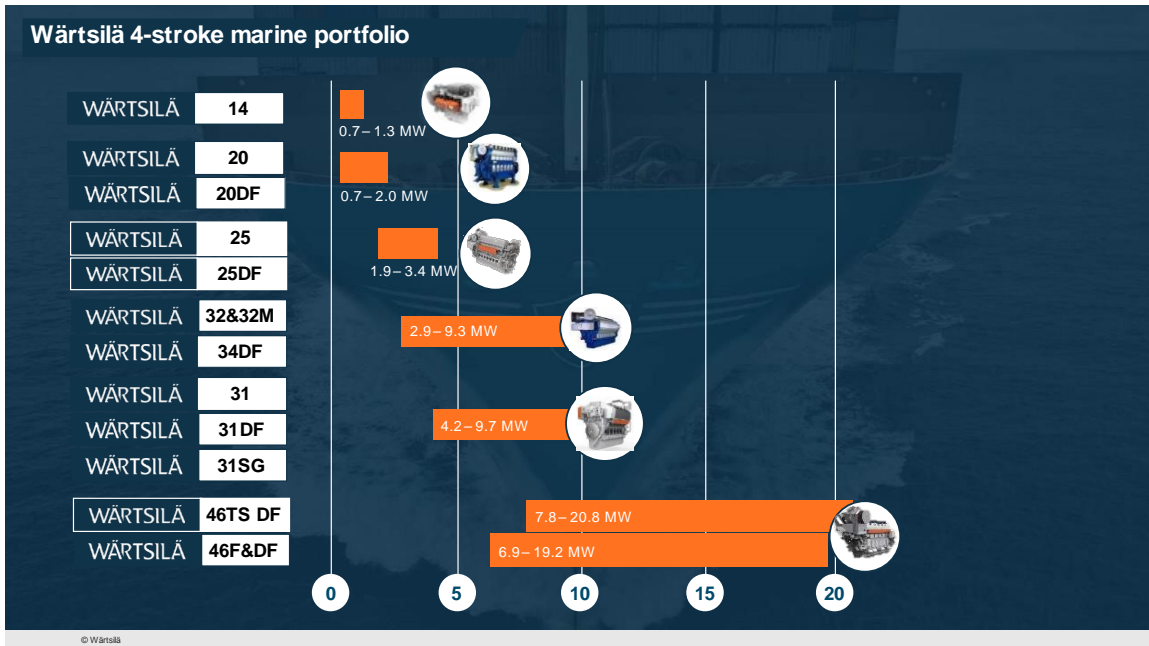 Wärtsilä 4-stroke marine portfolio
WÄRTSILÄ 14
0.7–1.3 MW
WÄRTSILÄ 20
WÄRTSILÄ 20DF
0.7–2.0 MW
WÄRTSILÄ 25
WÄRTSILÄ 25DF
1.9–3.4 MW
WÄRTSILÄ 32&32M
2.9–9.3 MW
WÄRTSILÄ 34DF
WÄRTSILÄ 31
WÄRTSILÄ 31DF
4.2–9.7 MW
WÄRTSILÄ 31SG
WÄRTSILÄ 46TS DF
7.8–20.8 MW
WÄRTSILÄ 46F&DF
6.9–19.2 MW
0 5 10 15 20
© Wärtsilä